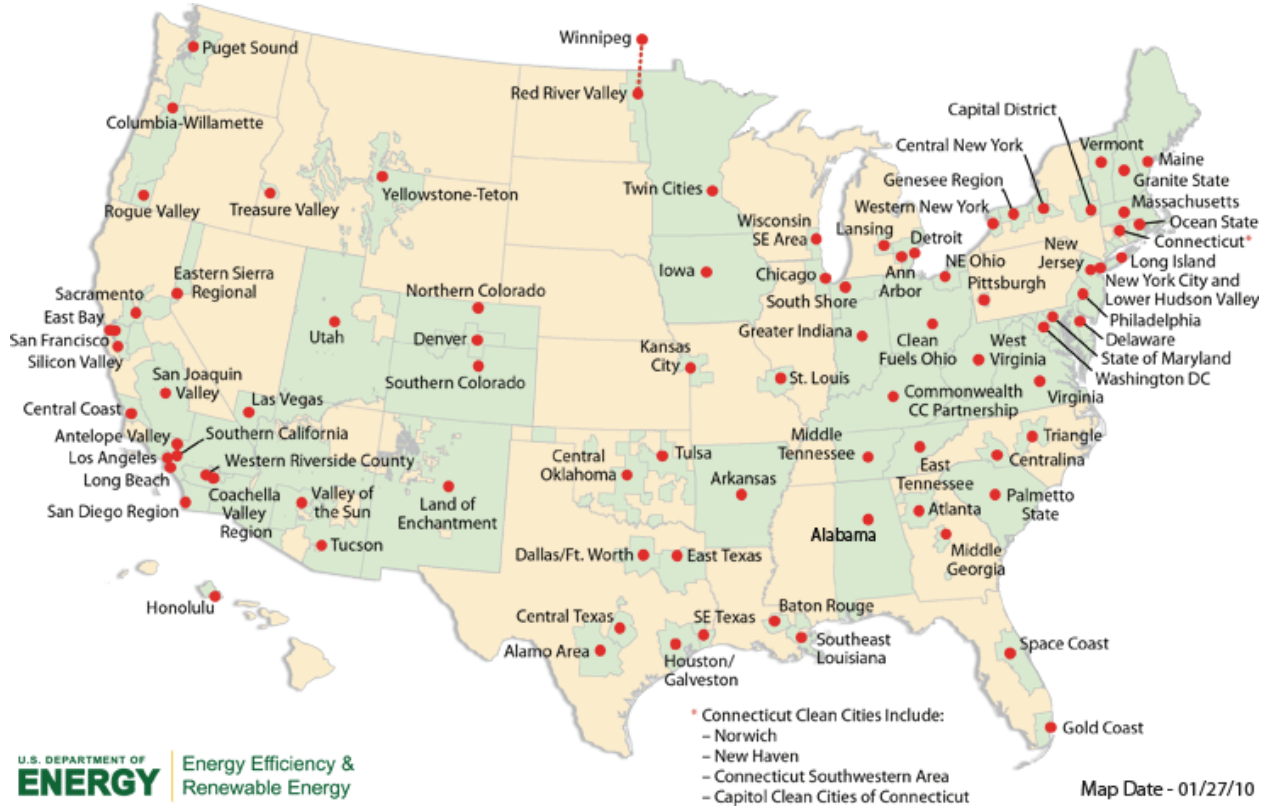 Winnipeg
Puget Sound
Red River Valley
Columbia-Willamette
Capital District
Central New York
Vermont
Maine
Granite State
Genesee Region
Yellowstone-Teton
Twin Cities
Rogue Valley
Treasure Valley
Western New York
Massachusetts
Ocean State
Connecticut*
Wisconsin
SE Area
Lansing
Detroit
New
Jersey
Long Island
Iowa
Chicago
Ann
Arbor
NE Ohio
Pittsburgh
New York City and
Lower Hudson Valley
Eastern Sierra
Regional
Sacramento
Northern Colorado
South Shore
East Bay
Philadelphia
San Francisco
Utah
Denver
Greater Indiana
Clean
Fuels Ohio
West
Virginia
Delaware
State of Maryland
Silicon Valley
Kansas
City
Washington DC
San Joaquin
Valley
Southern Colorado
St. Louis
Commonwealth
CC Partnership
Virginia
Central Coast
Las Vegas
Antelope Valley
Southern California
Middle
Tennessee
Triangle
Los Angeles
Western Riverside County
Central
Oklahoma
Tulsa
East
Tennessee
Centralina
Long Beach
Arkansas
San Diego Region
Coachella
Valley
Region
Valley of
the Sun
Land of
Enchantment
Atlanta
Palmetto
State
Tucson
Alabama
Dallas/Ft. Worth
East Texas
Middle
Georgia
Honolulu
Central Texas
SE Texas
Baton Rouge
Alamo Area
Houston/
Galveston
Southeast
Louisiana
Space Coast
Gold Coast
* Connecticut Clean Cities Include:
– Norwich
– New Haven
– Connecticut Southwestern Area
– Capitol Clean Cities of Connecticut
U.S. DEPARTMENT OF
ENERGY
Energy Efficiency &
Renewable Energy
Map Date - 01/27/10